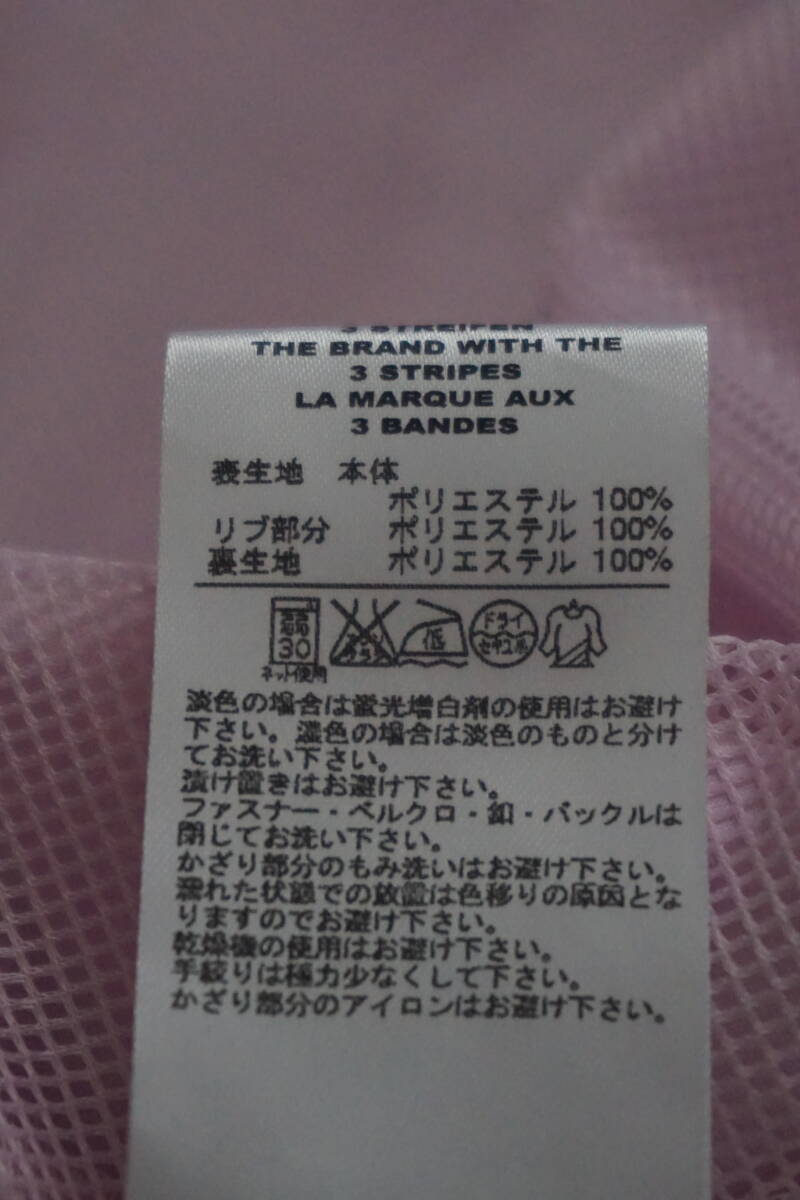 3 STREIFEN
THE BRAND WITH THE
3 STRIPES
LA MARQUE AUX
3 BANDES
表生地 本体
ポリエステル 100%
リブ部分 ポリエステル 100%
裏生地 ポリエステル 100%
30 低 ドライ
ネット使用 セキユ系
淡色の場合は蛍光増白剤の使用はお避け
下さい。濃色の場合は淡色のものと分け
てお洗い下さい。
漬け置きはお避け下さい。
ファスナー・ベルクロ・釦・バックルは
閉じてお洗い下さい。
かざり部分のもみ洗いはお避け下さい。
濡れた状態での放置は色移りの原因とな
りますのでお避け下さい。
乾燥機の使用はお避け下さい。
手絞りは極力少なくして下さい。
かざり部分のアイロンはお避け下さい。